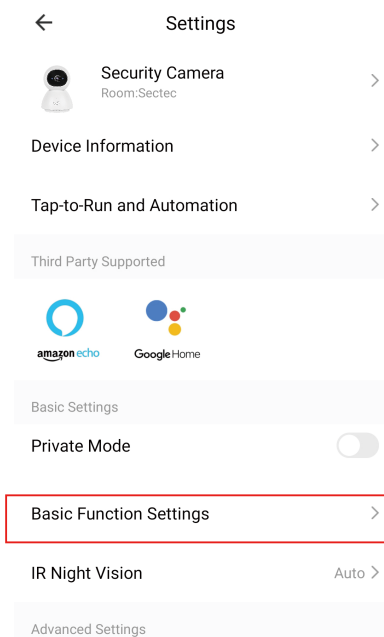 Settings
Security Camera
Room:Sectec
Device Information
Tap-to-Run and Automation
Third Party Supported
amazon echo
Google Home
Basic Settings
Private Mode
Basic Function Settings
IR Night Vision
Auto
Advanced Settings